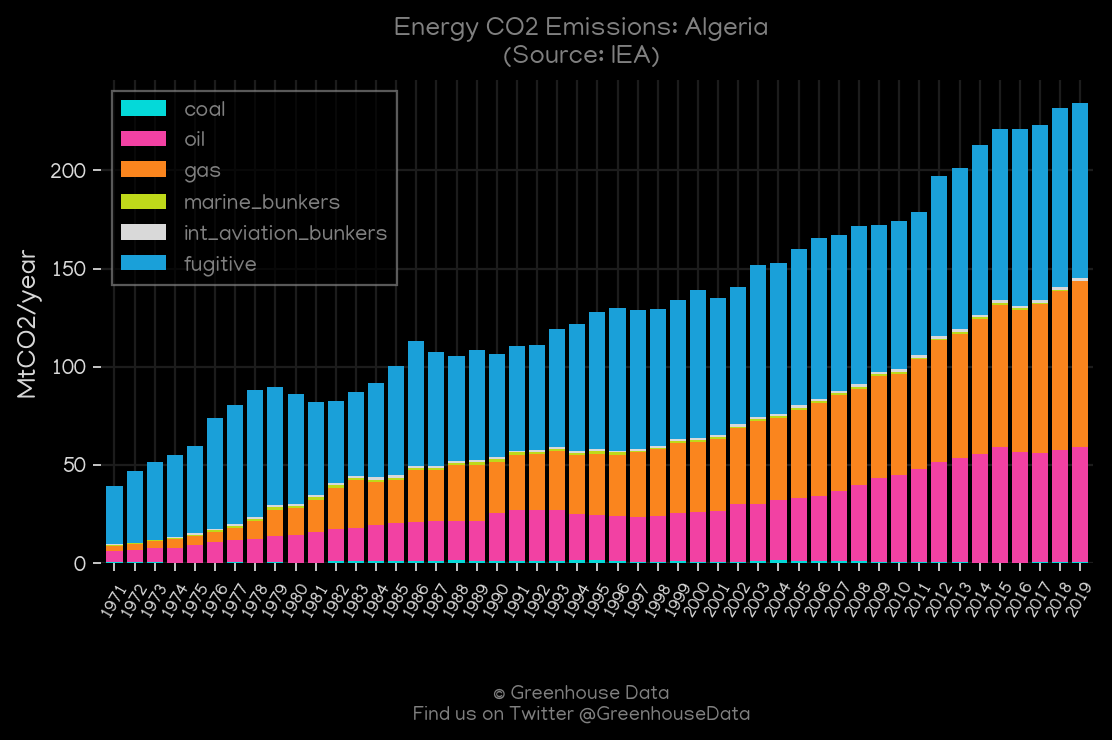 Energy CO2 Emissions: Algeria
(Source: IEA)
coal
oil
gas
marine_bunkers
int_aviation_bunkers
fugitive
MtCO2/year
200
150
100
50
0
1971 1972 1973 1974 1975 1976 1977 1978 1979 1980 1981 1982 1983 1984 1985 1986 1987 1988 1989 1990 1991 1992 1993 1994 1995 1996 1997 1998 1999 2000 2001 2002 2003 2004 2005 2006 2007 2008 2009 2010 2011 2012 2013 2014 2015 2016 2017 2018 2019
© Greenhouse Data
Find us on Twitter @GreenhouseData